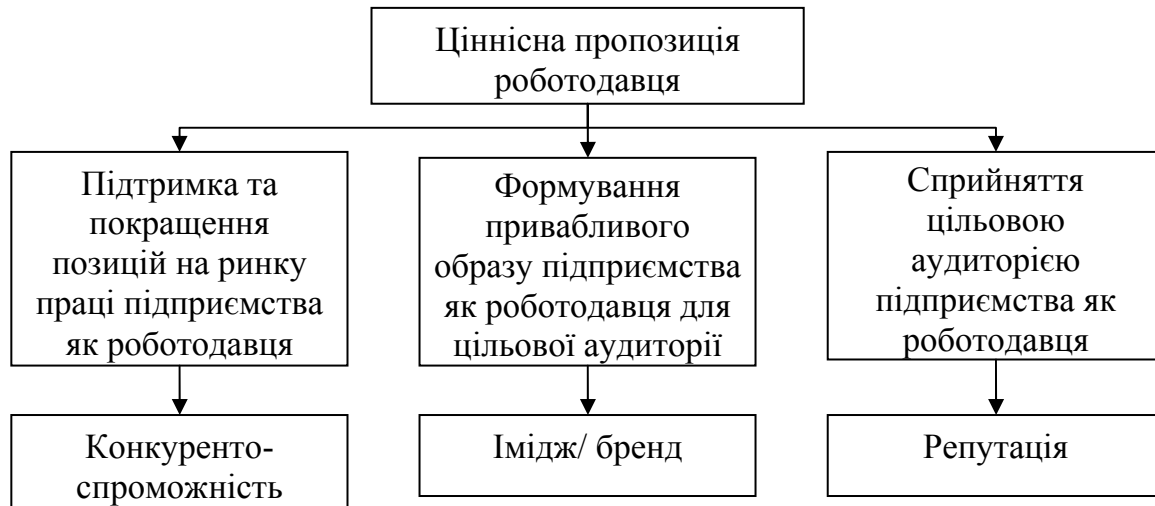 Ціннісна пропозиція
роботодавця
Підтримка та
покращення
позицій на ринку
праці підприємства
як роботодавця
Формування
привабливого
образу підприємства
як роботодавця для
цільової аудиторії
Сприйняття
цільовою
аудиторією
підприємства як
роботодавця
Конкуренто-
спроможність
Імідж/ бренд
Репутація